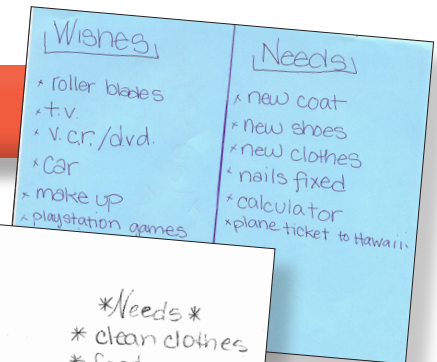 Wishes
* roller blades
* t.v.
* v.c.r./dvd.
* car
* make up
* playstation games
Needs
* new coat
* new shoes
* new clothes
* nails fixed
* calculator
* plane ticket to Hawaii.
*Needs*
* clean clothes
* food